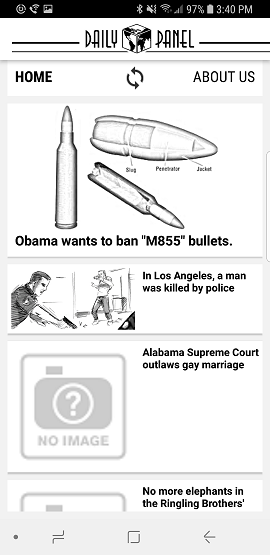 97% 3:40 PM
DAILY PANEL
HOME ABOUT US
Slug Penetrator Jacket
Obama wants to ban "M855" bullets.
In Los Angeles, a man
was killed by police
Alabama Supreme Court
outlaws gay marriage
NO IMAGE
No more elephants in
the Ringling Brothers'